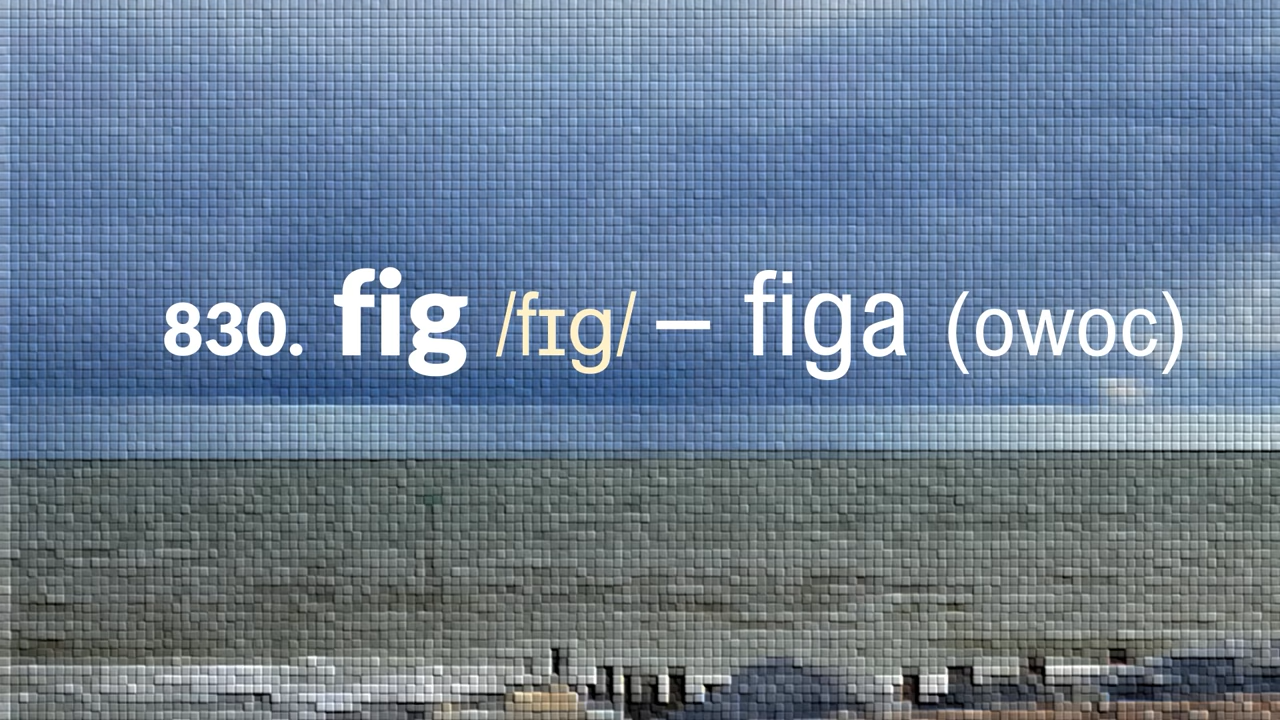 830. fig /fɪg/ – figa (owoc)